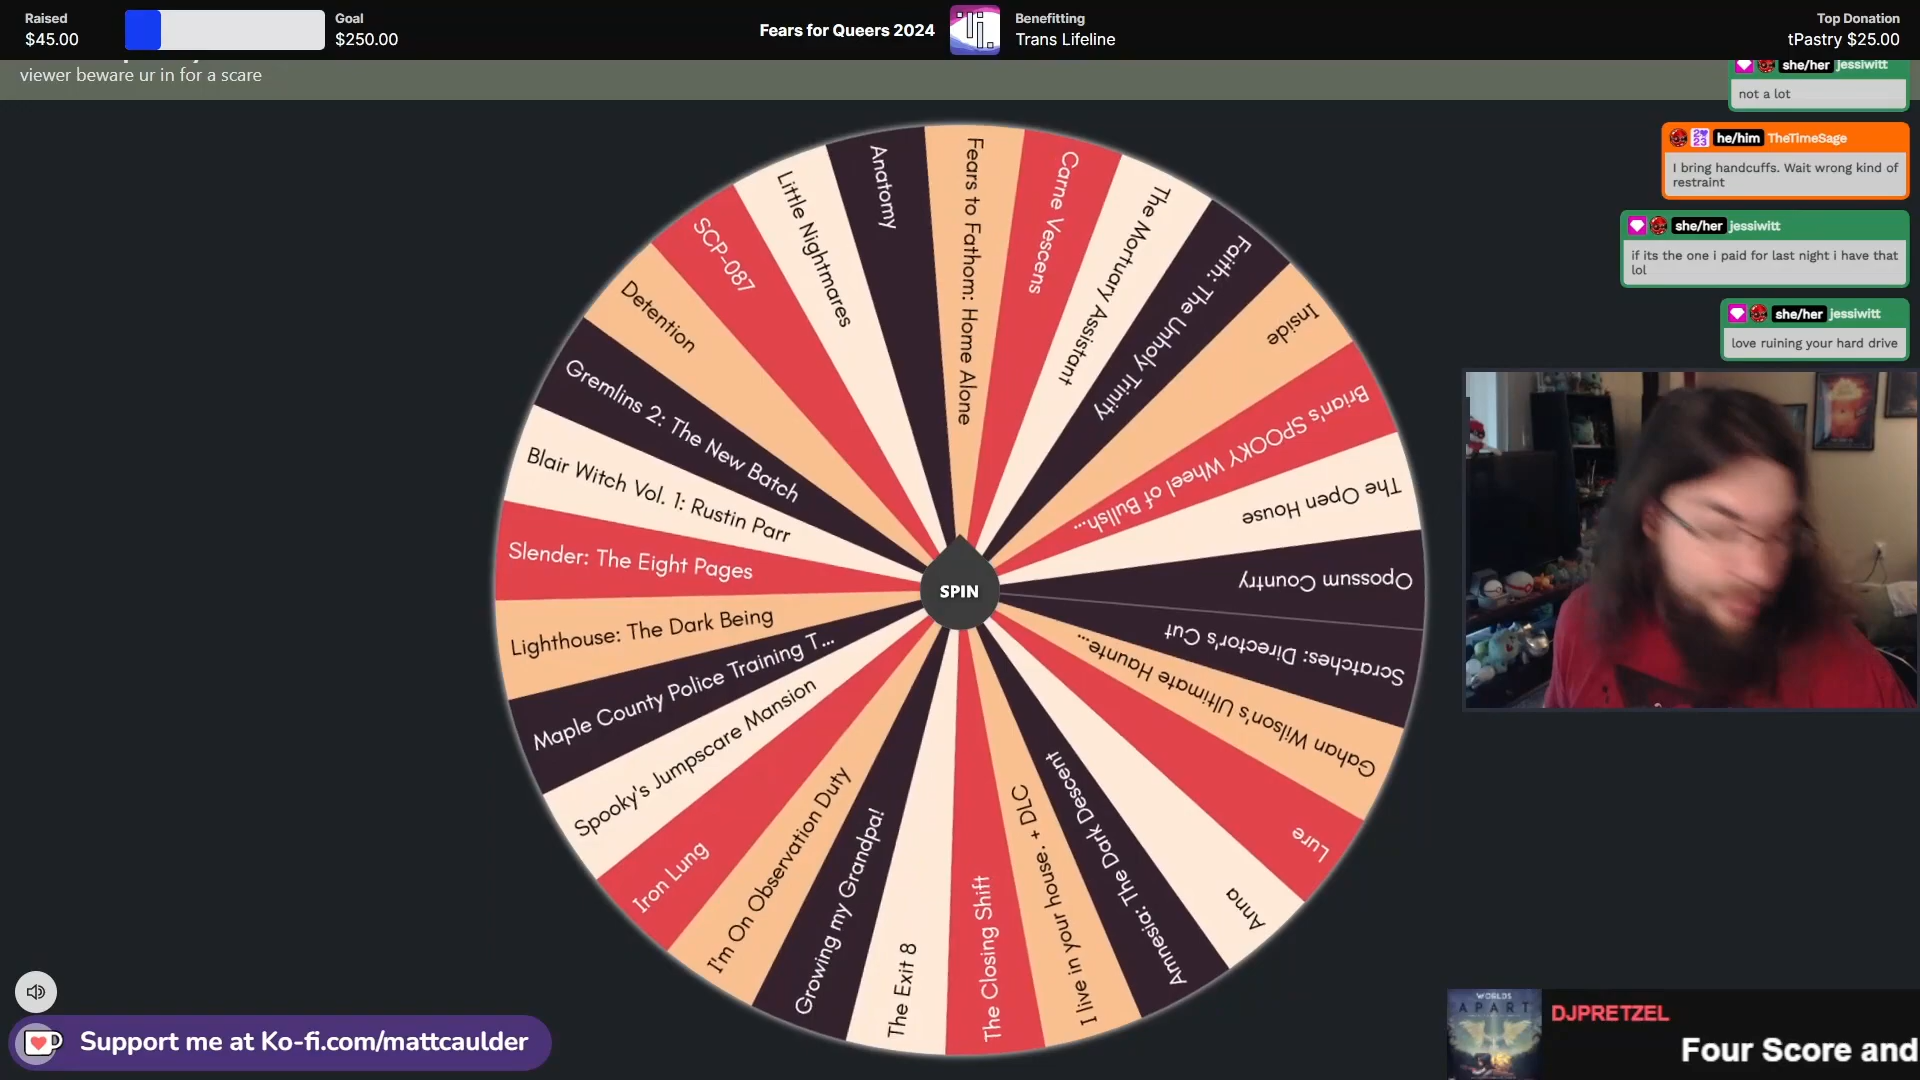 Raised
$45.00
Goal
$250.00
Fears for Queers 2024
Benefitting
Trans Lifeline
Top Donation
tPastry $25.00
viewer beware ur in for a scare
she/her jessiwitt
not a lot
he/him TheTimeSage
I bring handcuffs. Wait wrong kind of
restraint
she/her jessiwitt
if its the one i paid for last night i have that
lol
she/her jessiwitt
love ruining your hard drive
Fears to Fathom: Home Alone
Carne Vescens
The Mortuary Assistant
Faith: The Unholy Trinity
Inside
Brian's SPOOKY Wheel of Bullsh...
The Open House
Opossum Country
Scratches: Director's Cut
Gahan Wilson's Ultimate Haunte...
Lure
Anna
Amnesia: The Dark Descent
I live in your house. + DLC
The Closing Shift
The Exit 8
Growing my Grandpa!
I'm On Observation Duty
Iron Lung
Spooky's Jumpscare Mansion
Maple County Police Training T...
Lighthouse: The Dark Being
Slender: The Eight Pages
Blair Witch Vol. 1: Rustin Parr
Gremlins 2: The New Batch
Detention
SCP-087
Little Nightmares
Anatomy
SPIN
Support me at Ko-fi.com/mattcaulder
WORLDS
APART
DJPRETZEL
Four Score and